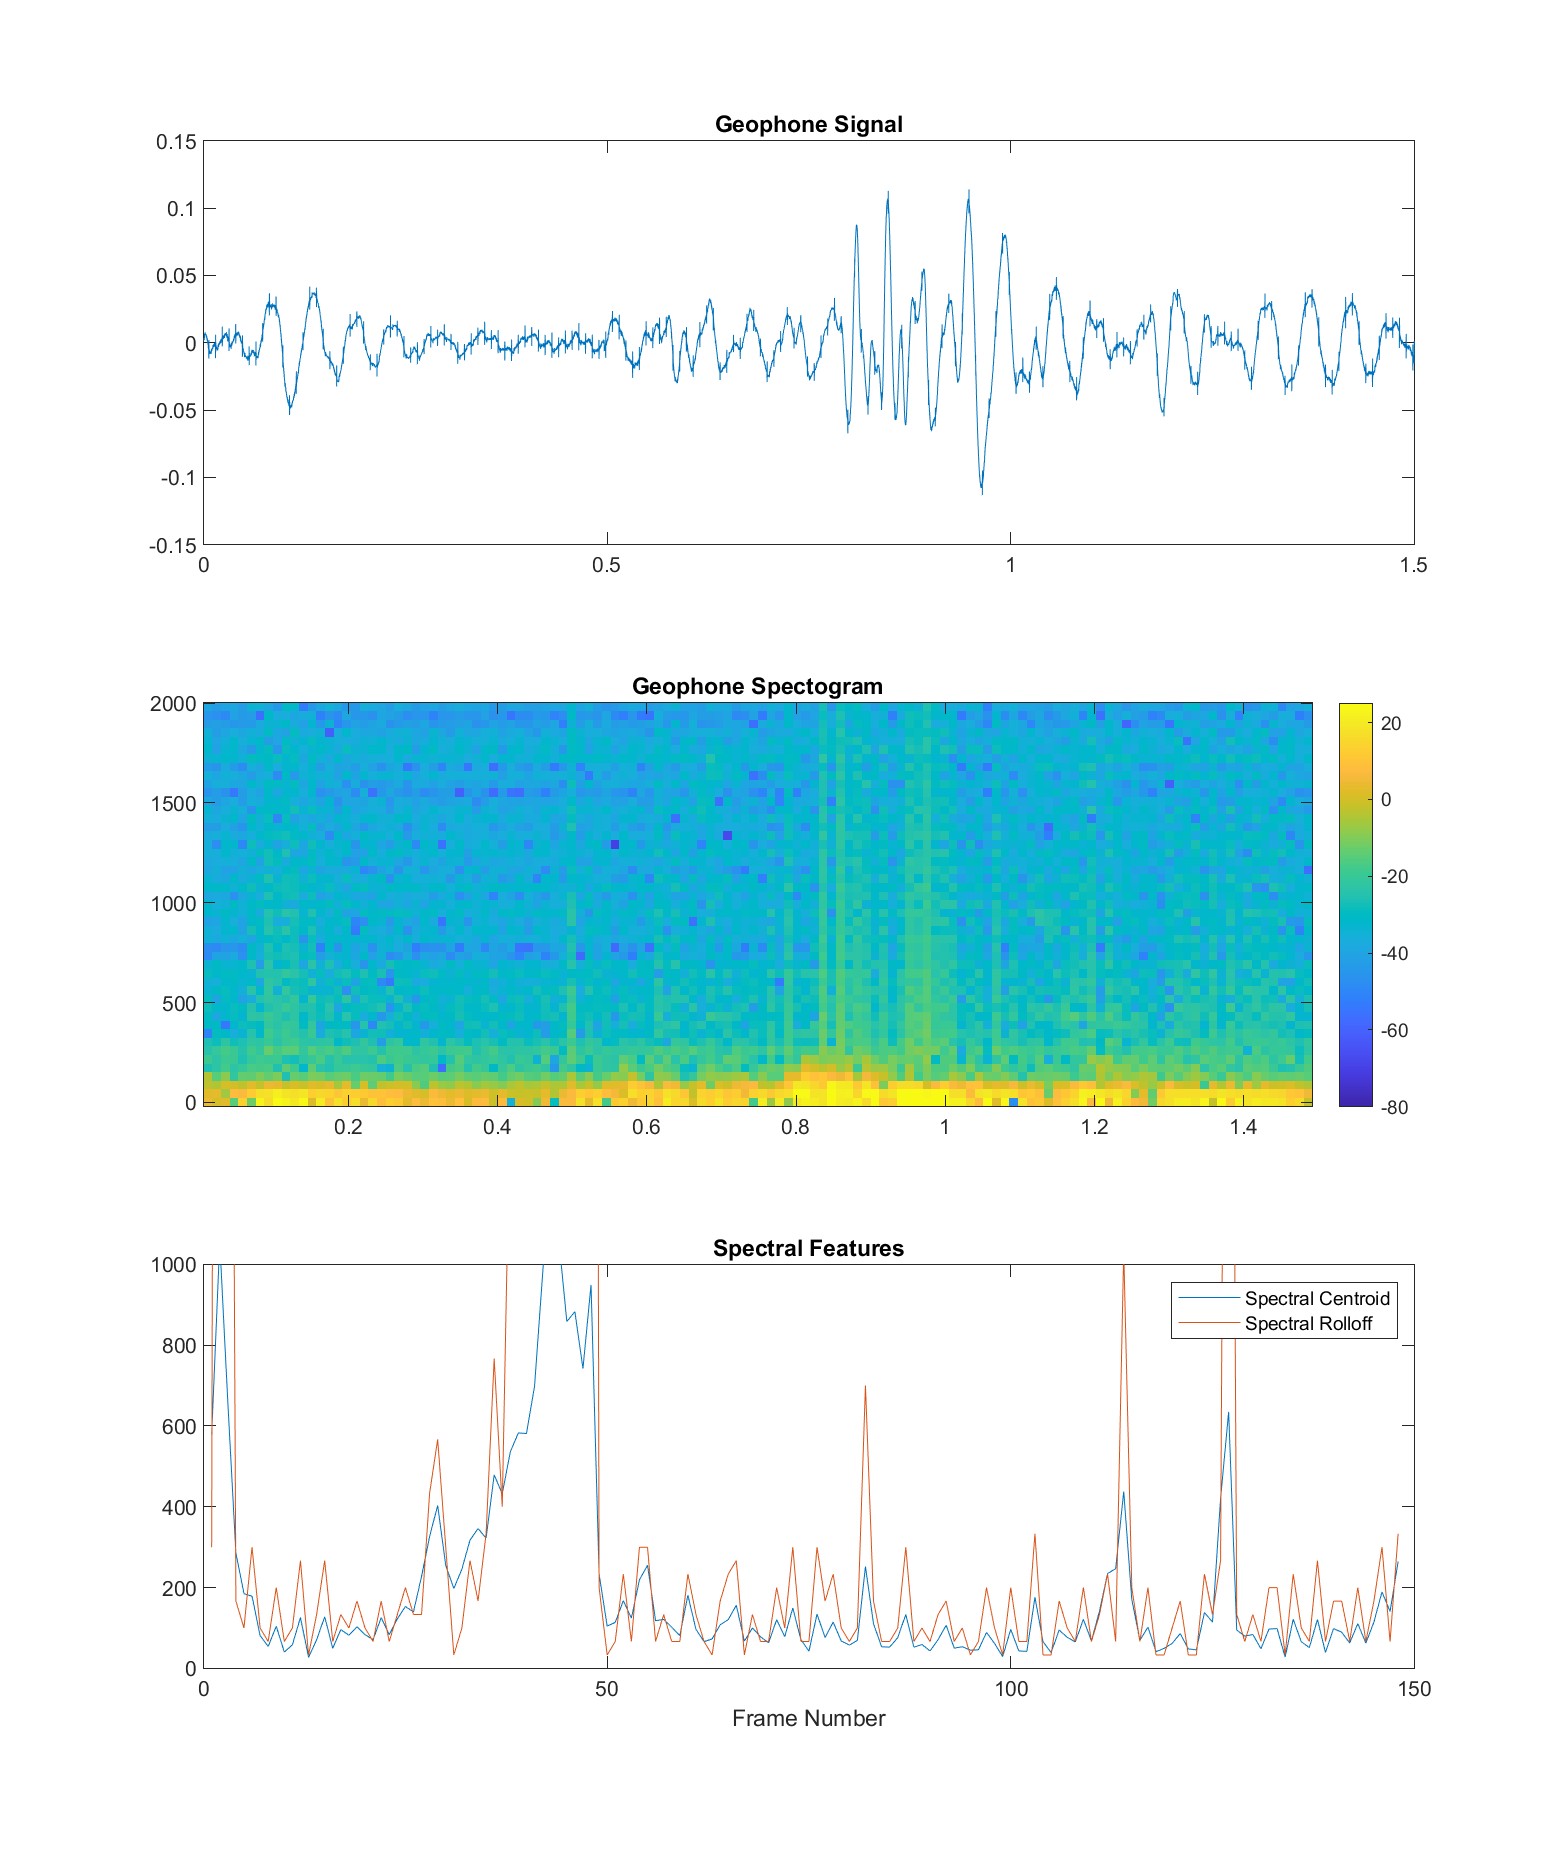 Geophone Signal
0.15
0.1
0.05
0
-0.05
-0.1
-0.15
0 0.5 1 1.5
Geophone Spectogram
2000
1500
1000
500
0
0.2 0.4 0.6 0.8 1 1.2 1.4
20
0
-20
-40
-60
-80
Spectral Features
1000
800
600
400
200
0
Spectral Centroid
Spectral Rolloff
0 50 100 150
Frame Number